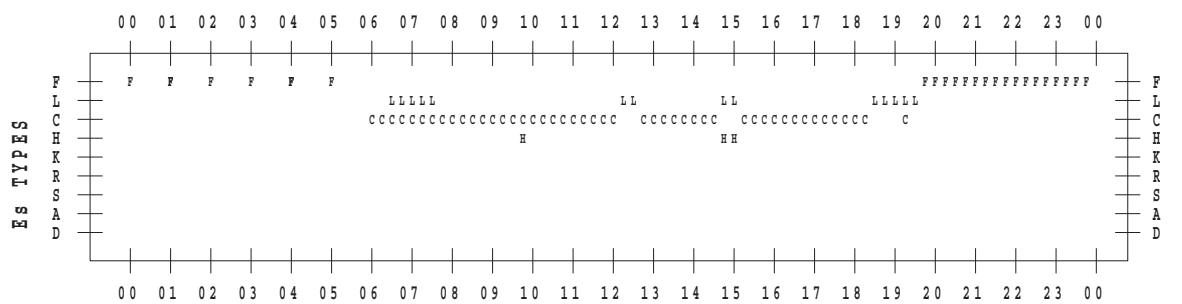 00 01 02 03 04 05 06 07 08 09 10 11 12 13 14 15 16 17 18 19 20 21 22 23 00
F F F F F F F FFFFFFFFFFFFFFFFF F
L LLLLL LL LL LLLLL L
C CCCCCCCCCCCCCCCCCCCCCCCCC CCCCCCCC CCCCCCCCCCCCC C C
H H HH H
K K
R R
S S
A A
D D
Es TYPES
00 01 02 03 04 05 06 07 08 09 10 11 12 13 14 15 16 17 18 19 20 21 22 23 00